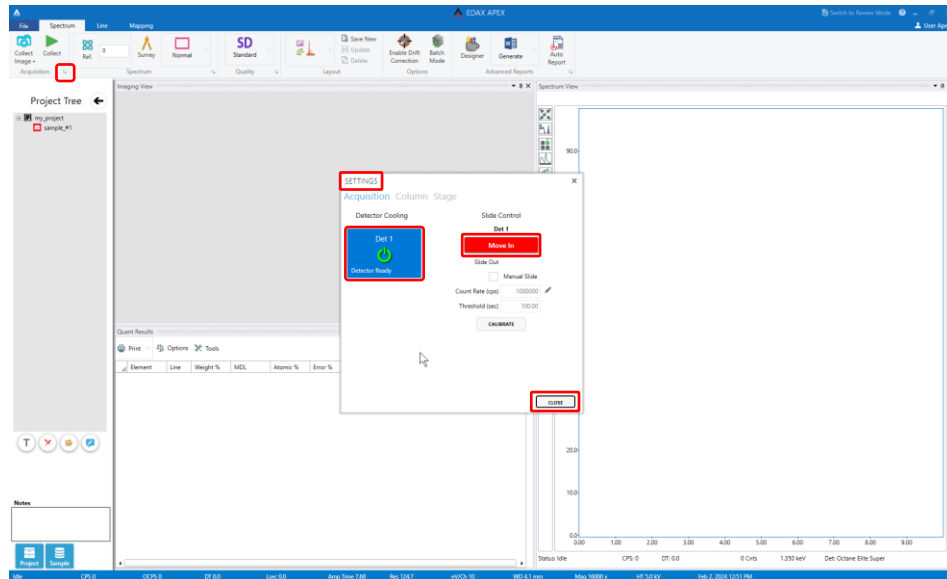 EDAX APEX
Switch to Review Mode
File Spectrum Line Mapping
User Ape
Collect Image
Collect
Ref.
0
Survey
Normal
SD
Standard
Save New
Update
Delete
Enable Drift Correction
Batch Mode
Designer
Generate
Auto Report
Acquisition Spectrum Quality Layout Options Advanced Reports
Imaging View
Spectrum View
Project Tree
my_project
sample_#1
90.0
SETTINGS
Acquisition Column Stage
Detector Cooling
Slide Control
Det 1
Detector Ready
Det 1
Move In
Slide Out
Manual Slide
Count Rate (cps) 1000000
Threshold (sec) 100.00
CALIBRATE
CLOSE
Quant Results
Print Options Tools
Element Line Weight % MDL Atomic % Error %
T
20.0
10.0
0.0
0.00 1.00 2.00 3.00 4.00 5.00 6.00 7.00 8.00 9.00
Notes
Project Sample
Status: Idle CPS: 0 DT: 0.0 0 Cnts 1.350 keV Det: Octane Elite Super
Idle CPS 0 OCPS 0 DT 0.0 Lsec 0.0 Amp Time 7.68 Res 124.7 eV/Ch 10 WD 4.1 mm Mag 16000 x HT 5.0 kV Feb 2, 2024 12:51 PM